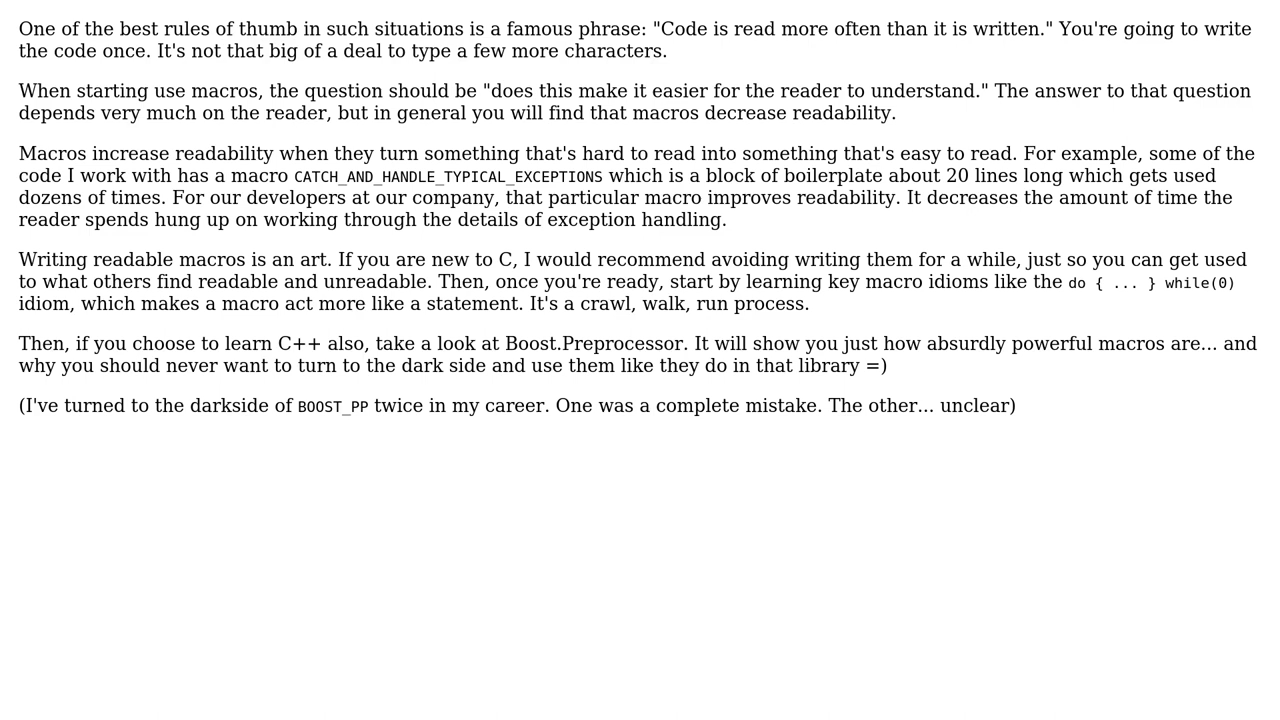 One of the best rules of thumb in such situations is a famous phrase: "Code is read more often than it is written." You're going to write
the code once. It's not that big of a deal to type a few more characters.
When starting use macros, the question should be "does this make it easier for the reader to understand." The answer to that question
depends very much on the reader, but in general you will find that macros decrease readability.
Macros increase readability when they turn something that's hard to read into something that's easy to read. For example, some of the
code I work with has a macro CATCH_AND_HANDLE_TYPICAL_EXCEPTIONS which is a block of boilerplate about 20 lines long which gets used
dozens of times. For our developers at our company, that particular macro improves readability. It decreases the amount of time the
reader spends hung up on working through the details of exception handling.
Writing readable macros is an art. If you are new to C, I would recommend avoiding writing them for a while, just so you can get used
to what others find readable and unreadable. Then, once you're ready, start by learning key macro idioms like the do { ... } while(0)
idiom, which makes a macro act more like a statement. It's a crawl, walk, run process.
Then, if you choose to learn C++ also, take a look at Boost.Preprocessor. It will show you just how absurdly powerful macros are... and
why you should never want to turn to the dark side and use them like they do in that library =)
(I've turned to the darkside of BOOST_PP twice in my career. One was a complete mistake. The other... unclear)